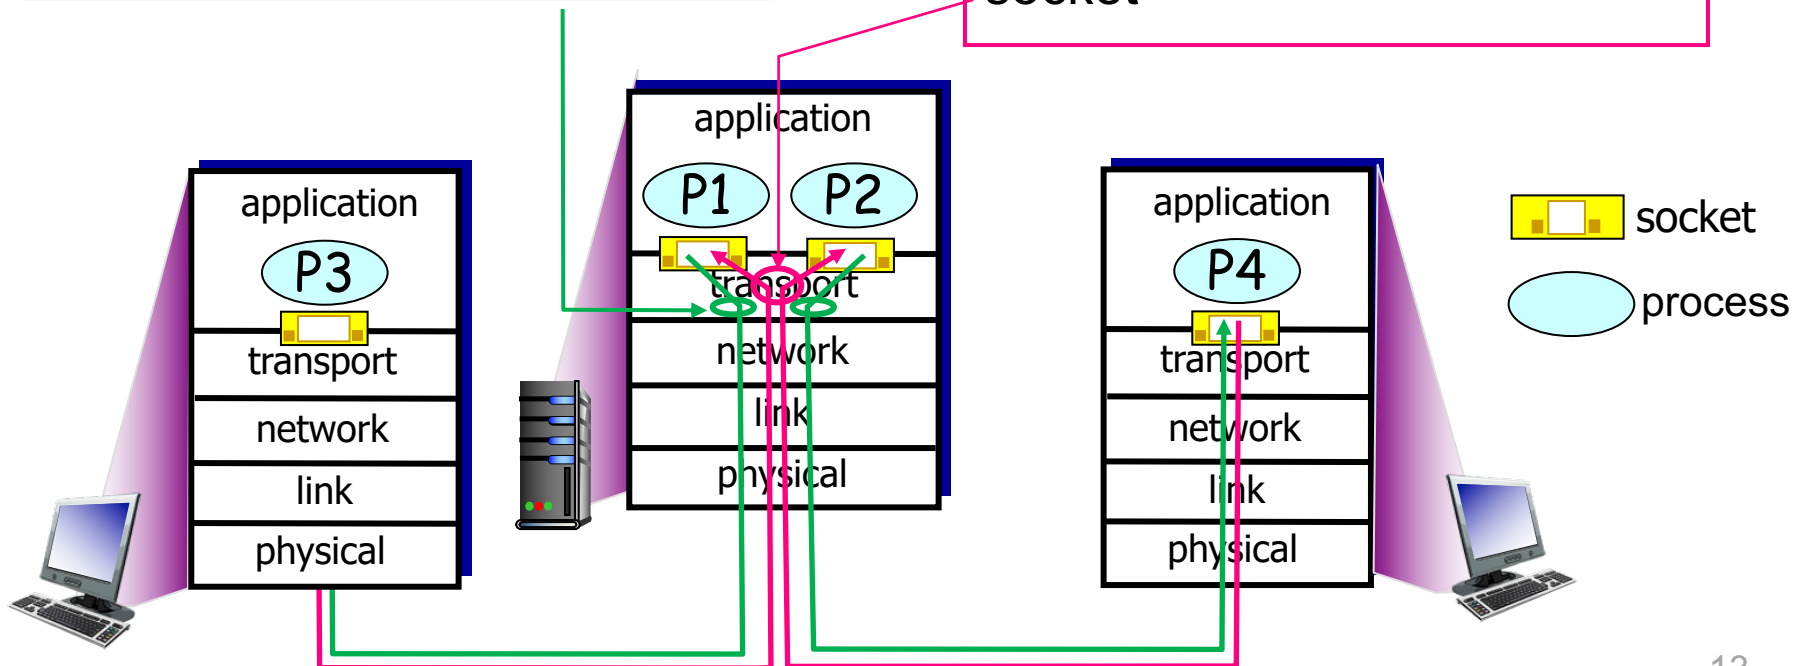 socket
application
P1 P2
transport
network
link
physical
application
P3
transport
network
link
physical
application
P4
transport
network
link
physical
socket
process